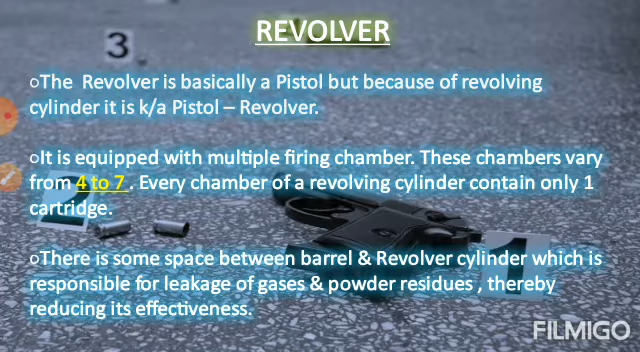 REVOLVER
3
○The Revolver is basically a Pistol but because of revolving
cylinder it is k/a Pistol – Revolver.
○It is equipped with multiple firing chamber. These chambers vary
from 4 to 7 . Every chamber of a revolving cylinder contain only 1
cartridge.
2
○There is some space between barrel & Revolver cylinder which is
1
responsible for leakage of gases & powder residues , thereby
reducing its effectiveness.
FILMIGO